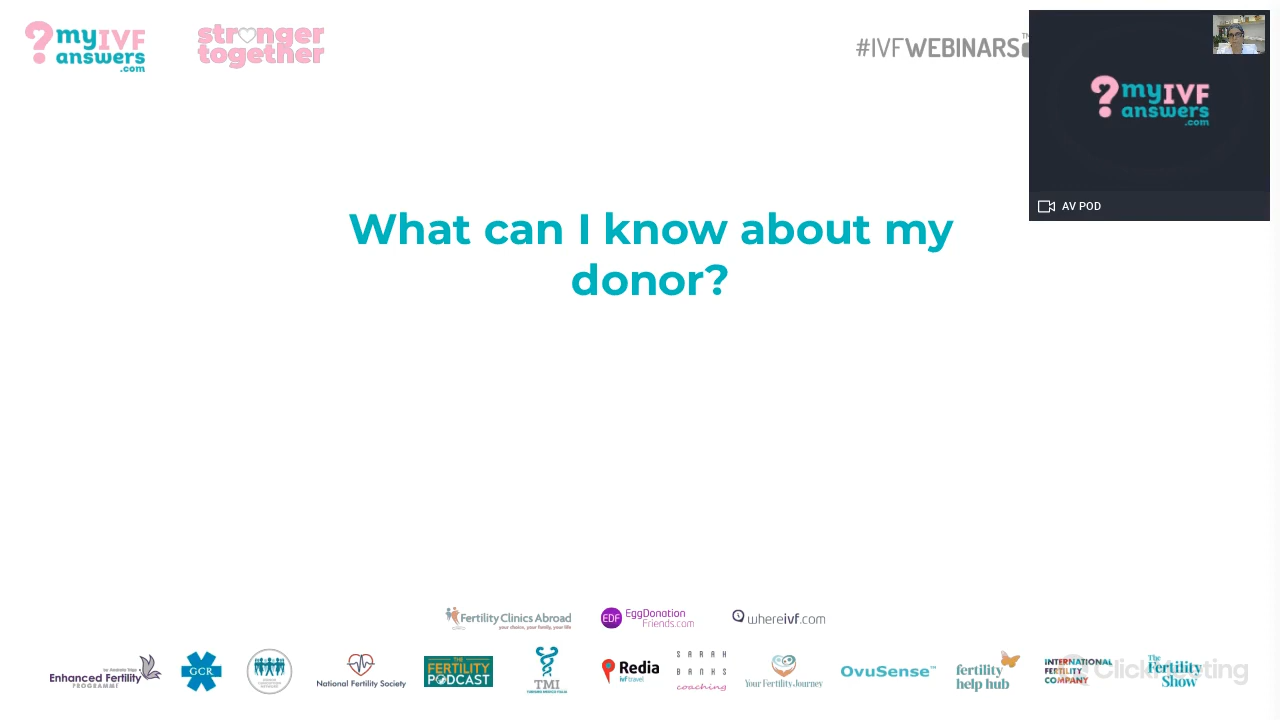 ?myIVF
answers
.com
stronger
together
#IVFWEBINARS
TM
?myIVF
answers
.com
AV POD
What can I know about my
donor?
Fertility Clinics Abroad
your choice, your family, your life
EDF EggDonation
Friends.com
whereivf.com
Enhanced Fertility
PROGRAMME
GCR
National Fertility Society
THE
FERTILITY
PODCAST
TMI
Redia
ivf travel
SARAH
BANKS
coaching
Your Fertility Journey
OvuSense™
fertility
help hub
INTERNATIONAL
FERTILITY
COMPANY
The
Fertility
Show
ClickMeeting